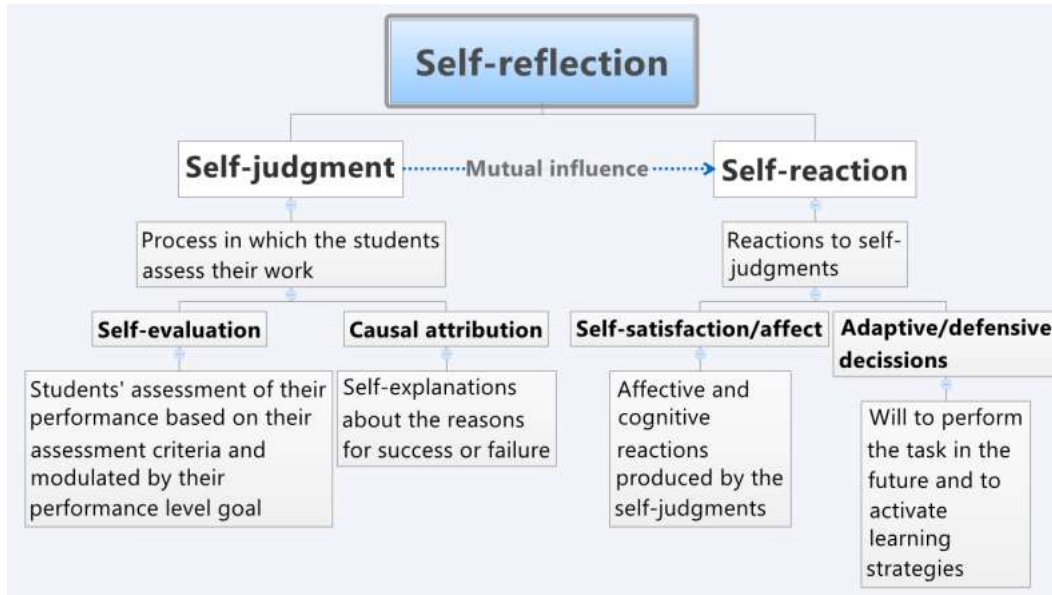 Self-reflection
Self-judgment
Mutual influence
Self-reaction
Process in which the students
assess their work
Reactions to self-
judgments
Self-evaluation
Causal attribution
Self-satisfaction/affect
Adaptive/defensive
decissions
Students' assessment of their
performance based on their
assessment criteria and
modulated by their
performance level goal
Self-explanations
about the reasons
for success or failure
Affective and
cognitive
reactions
produced by the
self-judgments
Will to perform
the task in the
future and to
activate
learning
strategies